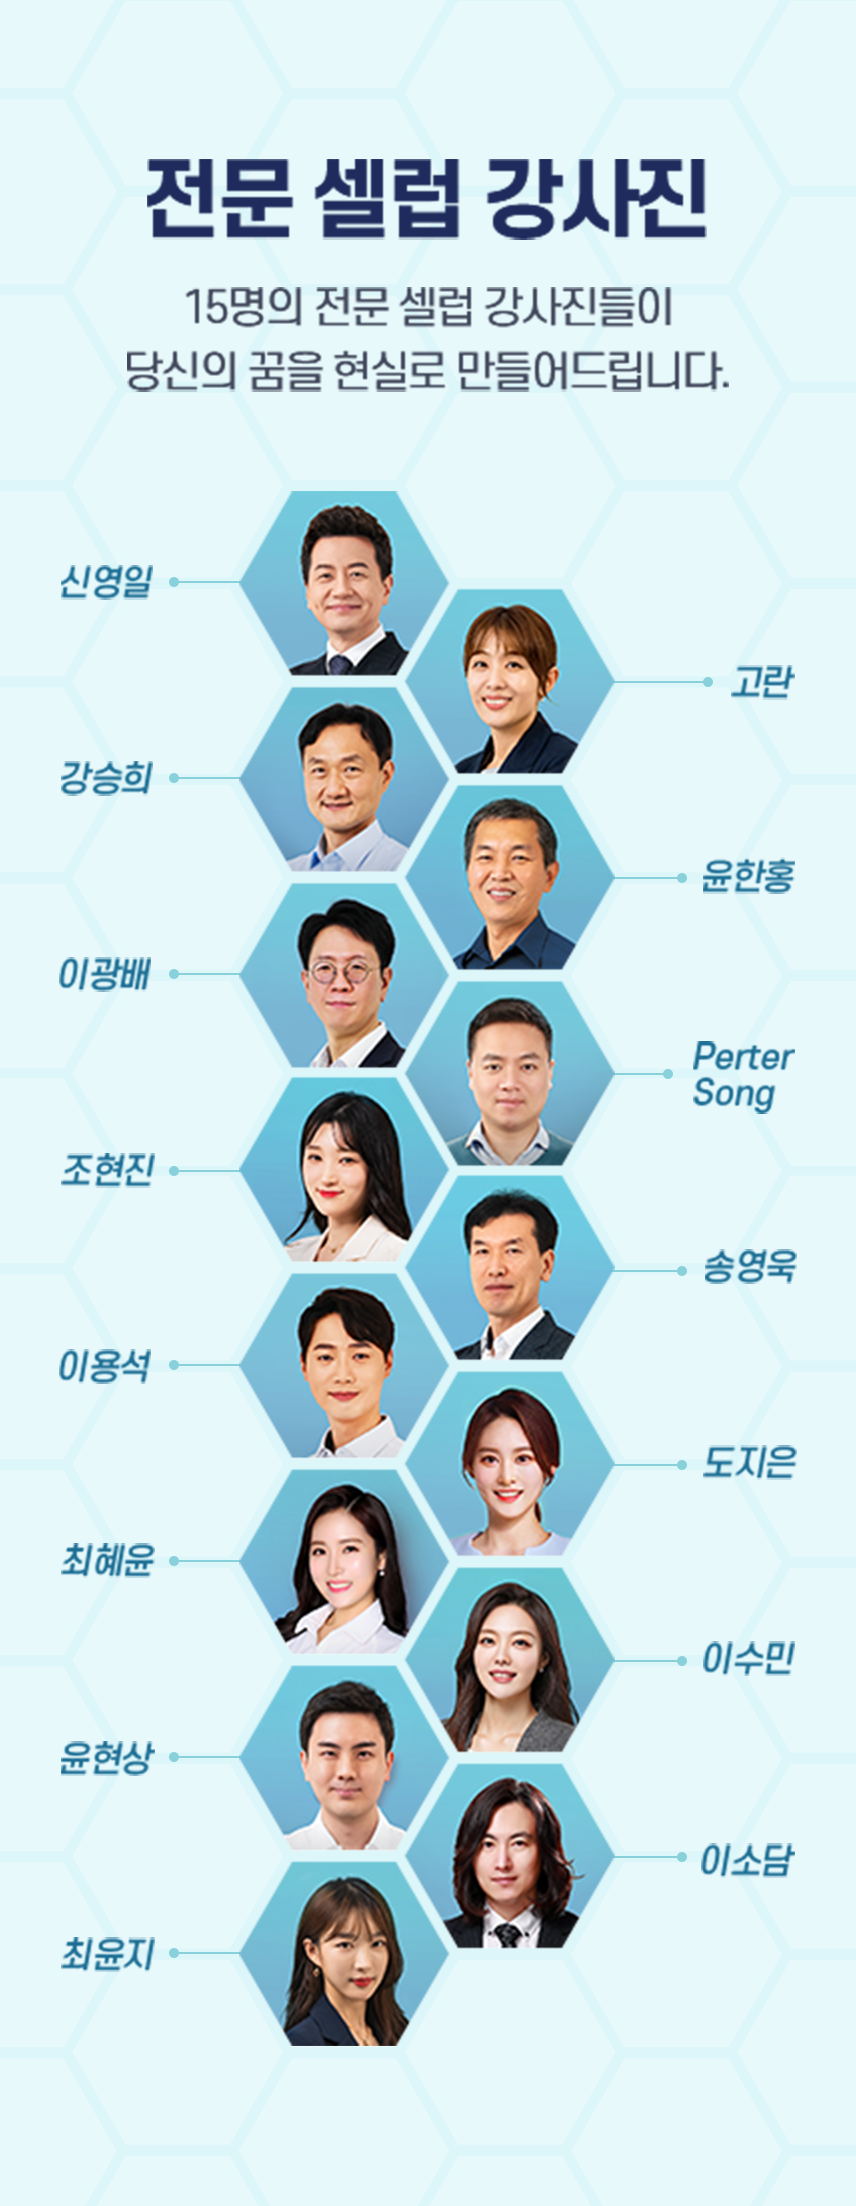 전문 셀럽 강사진
15명의 전문 셀럽 강사진들이
당신의 꿈을 현실로 만들어드립니다.
신영일
고란
강승희
윤한홍
이광배
Perter
Song
조현진
송영욱
이용석
도지은
최혜윤
이수민
윤현상
이소담
최윤지